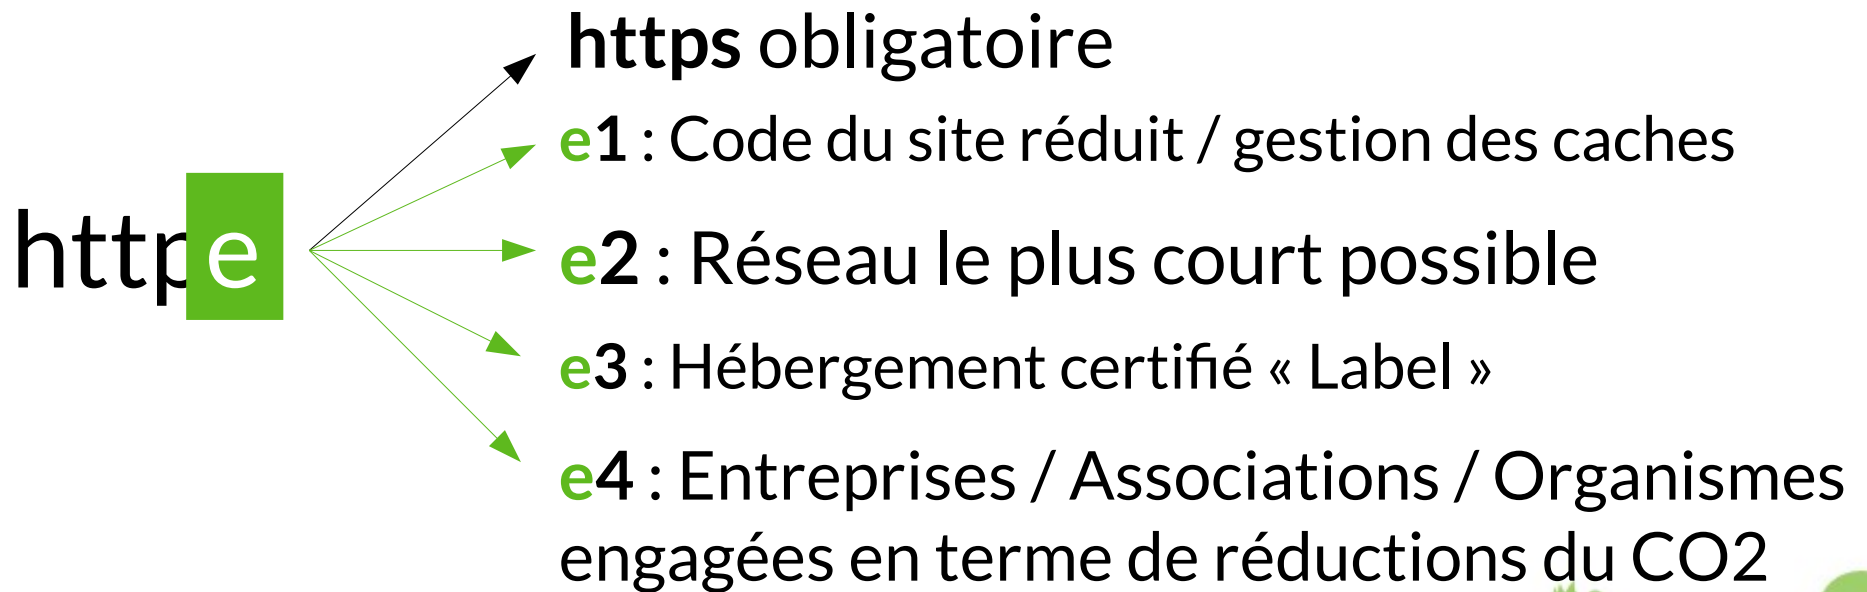 https obligatoire
e1 : Code du site réduit / gestion des caches
httpe
e2 : Réseau le plus court possible
e3 : Hébergement certifié « Label »
e4 : Entreprises / Associations / Organismes
engagées en terme de réductions du CO2